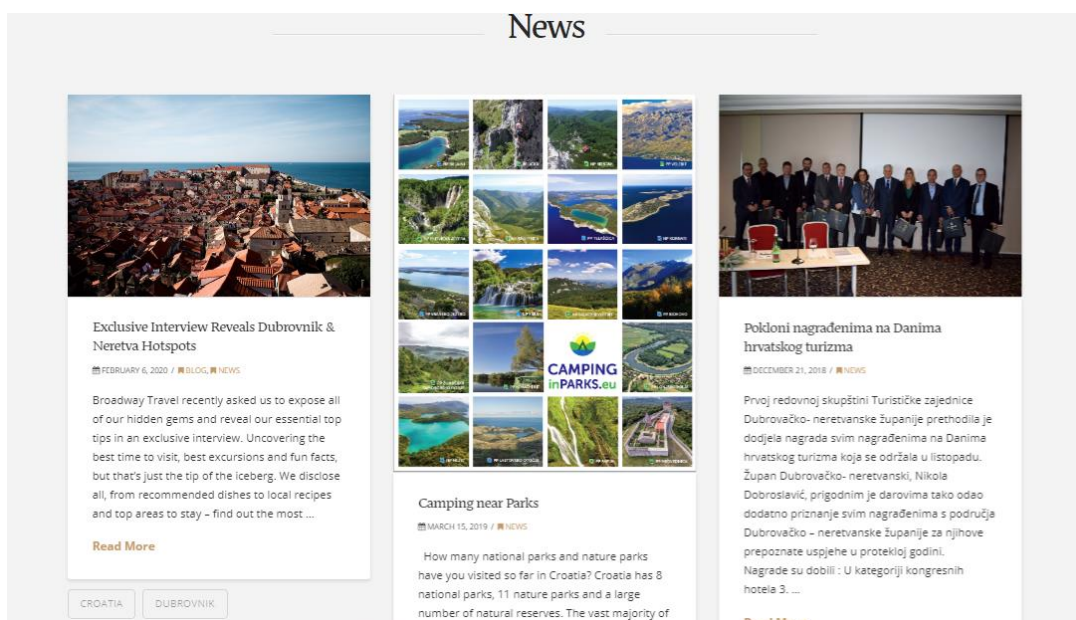 News
Exclusive Interview Reveals Dubrovnik &
Neretva Hotspots
FEBRUARY 6, 2020 / BLOG, NEWS
Broadway Travel recently asked us to expose all
of our hidden gems and reveal our essential top
tips in an exclusive interview. Uncovering the
best time to visit, best excursions and fun facts,
but that's just the tip of the iceberg. We disclose
all, from recommended dishes to local recipes
and top areas to stay – find out the most ...
Read More
CROATIA
DUBROVNIK
CAMPING
inPARKS.eu
Camping near Parks
MARCH 15, 2019 / NEWS
How many national parks and nature parks
have you visited so far in Croatia? Croatia has 8
national parks, 11 nature parks and a large
number of natural reserves. The vast majority of
Pokloni nagrađenima na Danima
hrvatskog turizma
DECEMBER 21, 2018 / NEWS
Prvoj redovnoj skupštini Turističke zajednice
Dubrovačko- neretvanske županije prethodila je
dodjela nagrada svim nagrađenima na Danima
hrvatskog turizma koja se održala u listopadu.
Župan Dubrovačko- neretvanski, Nikola
Dobroslavić, prigodnim je darovima tako odao
dodatno priznanje svim nagrađenima s područja
Dubrovačko – neretvanske županije za njihove
prepoznate uspjehe u protekloj godini.
Nagrade su dobili : U kategoriji kongresnih
hotela 3. ...